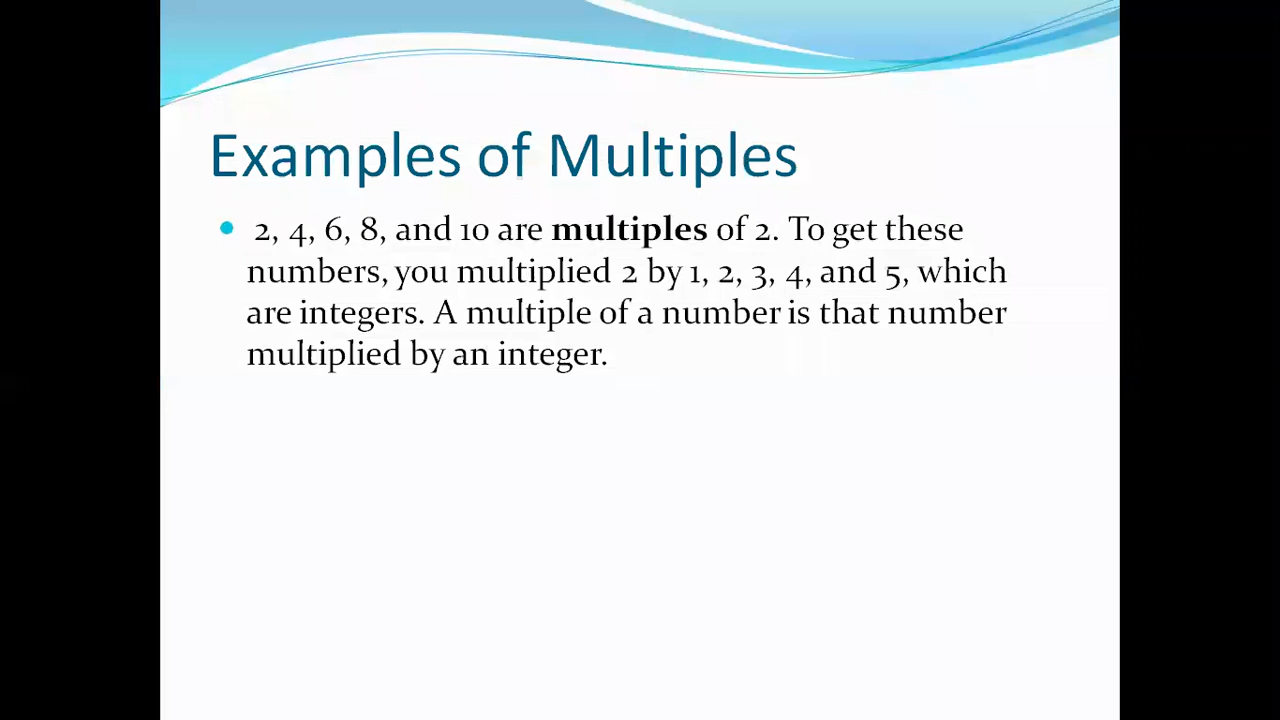 Examples of Multiples
• 2, 4, 6, 8, and 10 are multiples of 2. To get these
numbers, you multiplied 2 by 1, 2, 3, 4, and 5, which
are integers. A multiple of a number is that number
multiplied by an integer.